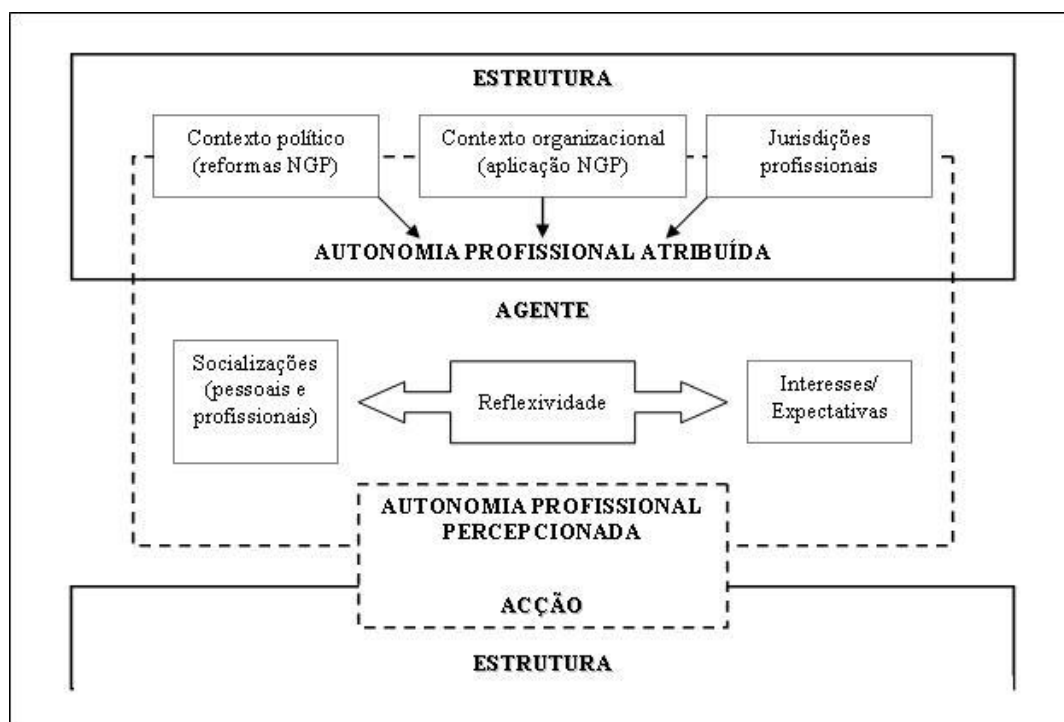 ESTRUTURA
Contexto político
(reformas NGP)
Contexto organizacional
(aplicação NGP)
Jurisdições
profissionais
AUTONOMIA PROFISSIONAL ATRIBUÍDA
AGENTE
Socializações
(pessoais e
profissionais)
Reflexividade
Interesses/
Expectativas
AUTONOMIA PROFISSIONAL
PERCEPCIONADA
ACÇÃO
ESTRUTURA